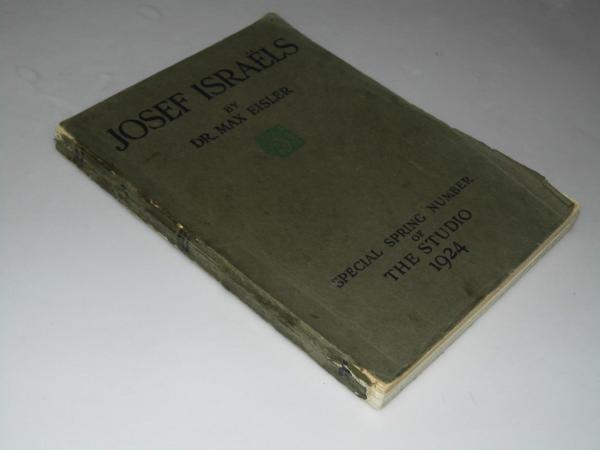 JOSEF ISRAËLS
BY
DR. MAX EISLER
SPECIAL SPRING NUMBER
OF
THE STUDIO
1924